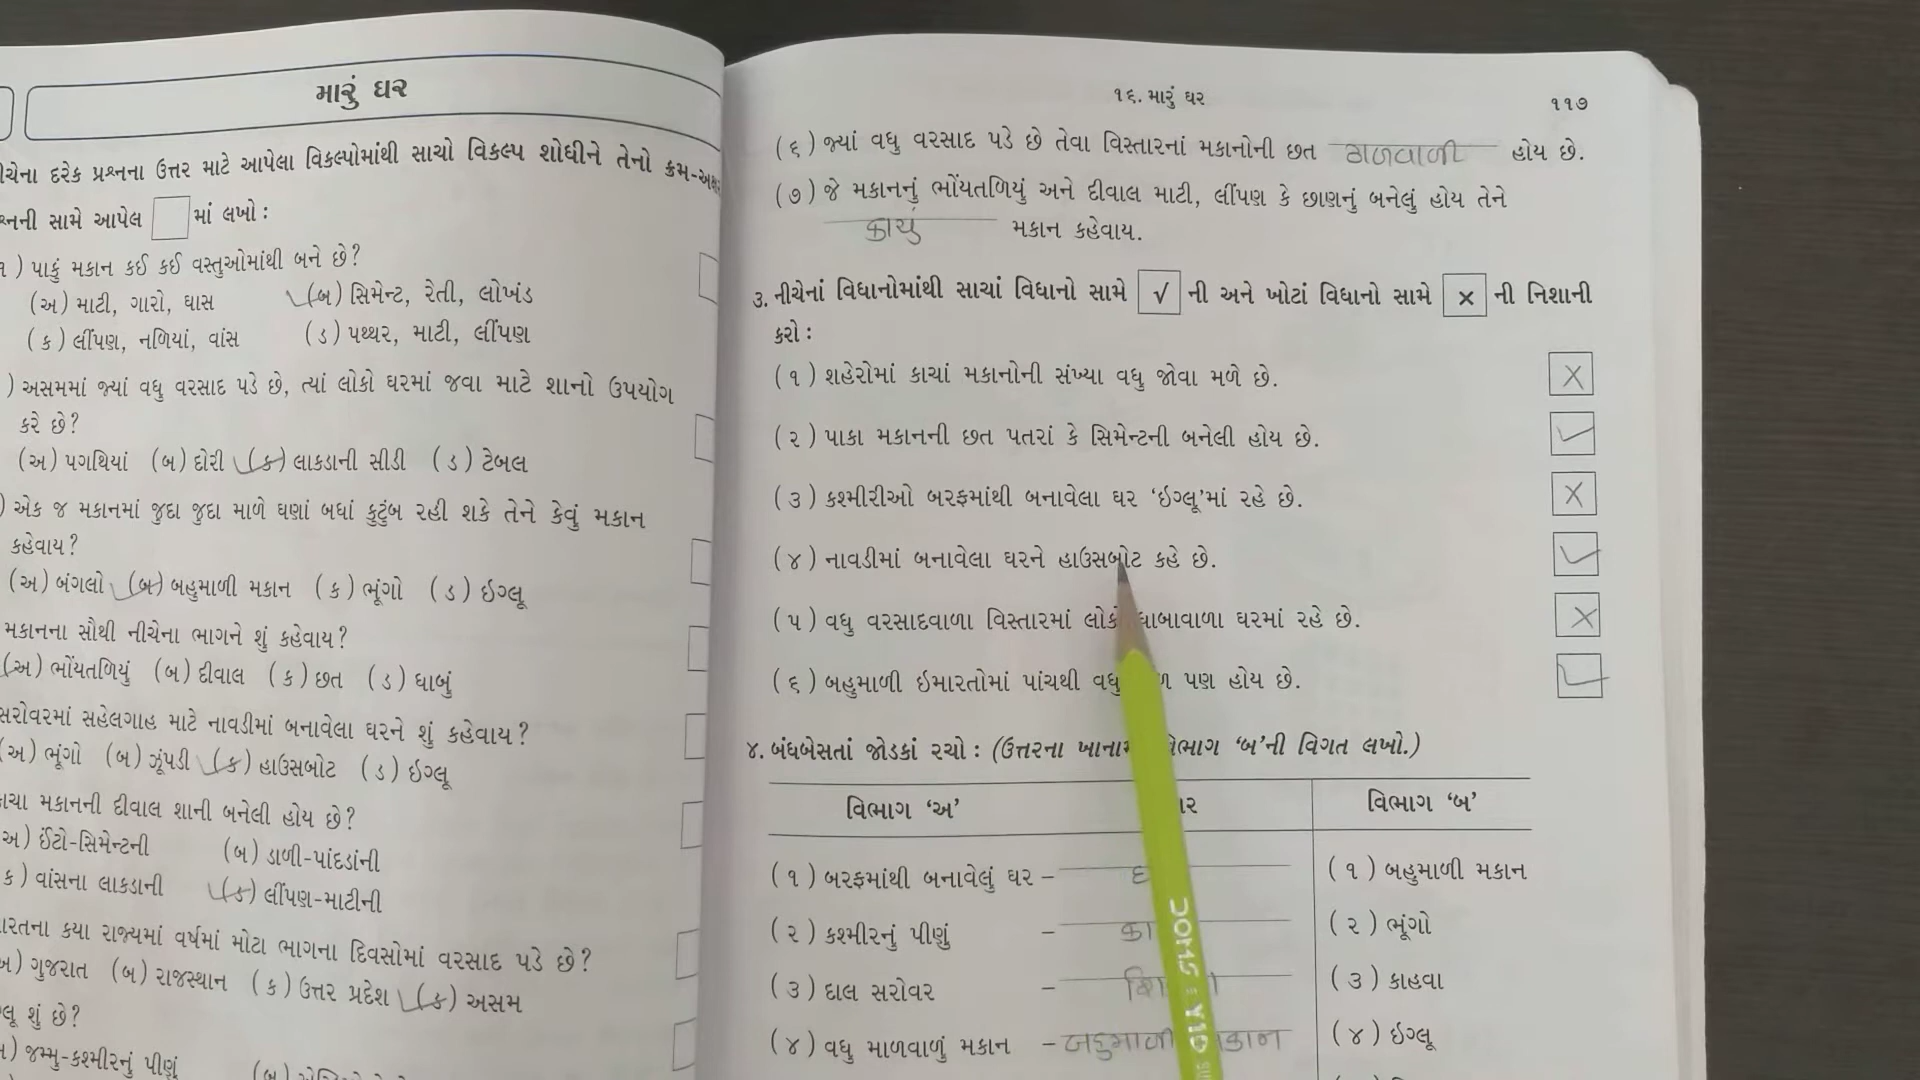 મારું ઘર
નીચેના દરેક પ્રશ્નના ઉત્તર માટે આપેલા વિકલ્પોમાંથી સાચો વિકલ્પ શોધીને તેનો ક્રમ-અક્ષર
પ્રશ્નની સામે આપેલ માં લખો :
૧ ) પાકું મકાન કઈ કઈ વસ્તુઓમાંથી બને છે?
(અ) માટી, ગારો, ઘાસ (બ) સિમેન્ટ, રેતી, લોખંડ
(ક) લીંપણ, નળિયાં, વાંસ (ડ) પથ્થર, માટી, લીંપણ
) અસમમાં જ્યાં વધુ વરસાદ પડે છે, ત્યાં લોકો ઘરમાં જવા માટે શાનો ઉપયોગ
કરે છે?
(અ) પગથિયાં (બ) દોરી (ક) લાકડાની સીડી (ડ) ટેબલ
) એક જ મકાનમાં જુદા જુદા માળે ઘણાં બધાં કુટુંબ રહી શકે તેને કેવું મકાન
કહેવાય?
(અ) બંગલો (બ) બહુમાળી મકાન (ક) ભૂંગો (ડ) ઇગ્લૂ
મકાનના સૌથી નીચેના ભાગને શું કહેવાય?
(અ) ભોંયતળિયું (બ) દીવાલ (ક) છત (ડ) ધાબું
સરોવરમાં સહેલગાહ માટે નાવડીમાં બનાવેલા ઘરને શું કહેવાય?
(અ) ભૂંગો (બ) ઝૂંપડી (ક) હાઉસબોટ (ડ) ઇગ્લૂ
કાચા મકાનની દીવાલ શાની બનેલી હોય છે?
અ) ઈંટો-સિમેન્ટની (બ) ડાળી-પાંદડાંની
ક) વાંસના લાકડાની (ડ) લીંપણ-માટીની
ભારતના કયા રાજ્યમાં વર્ષમાં મોટા ભાગના દિવસોમાં વરસાદ પડે છે?
અ) ગુજરાત (બ) રાજસ્થાન (ક) ઉત્તર પ્રદેશ (ડ) અસમ
લૂ શું છે?
અ) જમ્મુ-કશ્મીરનું પીણું (બ)
૧૬. મારું ઘર ૧૧૭
(૬) જ્યાં વધુ વરસાદ પડે છે તેવા વિસ્તારનાં મકાનોની છત ઢાળવાળી હોય છે.
(૭) જે મકાનનું ભોંયતળિયું અને દીવાલ માટી, લીંપણ કે છાણનું બનેલું હોય તેને
કાચું મકાન કહેવાય.
૩. નીચેનાં વિધાનોમાંથી સાચાં વિધાનો સામે √ ની અને ખોટાં વિધાનો સામે × ની નિશાની
કરો :
(૧) શહેરોમાં કાચાં મકાનોની સંખ્યા વધુ જોવા મળે છે. ×
(૨) પાકા મકાનની છત પતરાં કે સિમેન્ટની બનેલી હોય છે. ✓
(૩) કશ્મીરીઓ બરફમાંથી બનાવેલા ઘર ‘ઇગ્લૂ’માં રહે છે. ×
(૪) નાવડીમાં બનાવેલા ઘરને હાઉસબોટ કહે છે. ✓
(૫) વધુ વરસાદવાળા વિસ્તારમાં લોકો ધાબાવાળા ઘરમાં રહે છે. ×
(૬) બહુમાળી ઇમારતોમાં પાંચથી વધુ પણ હોય છે. ✓
૪. બંધબેસતાં જોડકાં રચો : (ઉત્તરના ખાનામાં વિભાગ ‘બ’ની વિગત લખો.)
વિભાગ ‘અ’ વિભાગ ‘બ’
(૧) બરફમાંથી બનાવેલું ઘર – (૧) બહુમાળી મકાન
(૨) કશ્મીરનું પીણું – કા (૨) ભૂંગો
(૩) દાલ સરોવર – (૩) કાહવા
(૪) વધુ માળવાળું મકાન – બહુમાળી મકાન (૪) ઇગ્લૂ
DOMS Y1